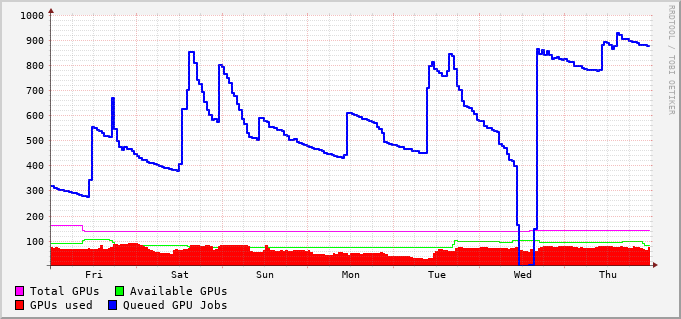 RRDTOOL / TOBI OETIKER
1000
900
800
700
600
500
400
300
200
100
Fri Sat Sun Mon Tue Wed Thu
Total GPUs Available GPUs
GPUs used Queued GPU Jobs